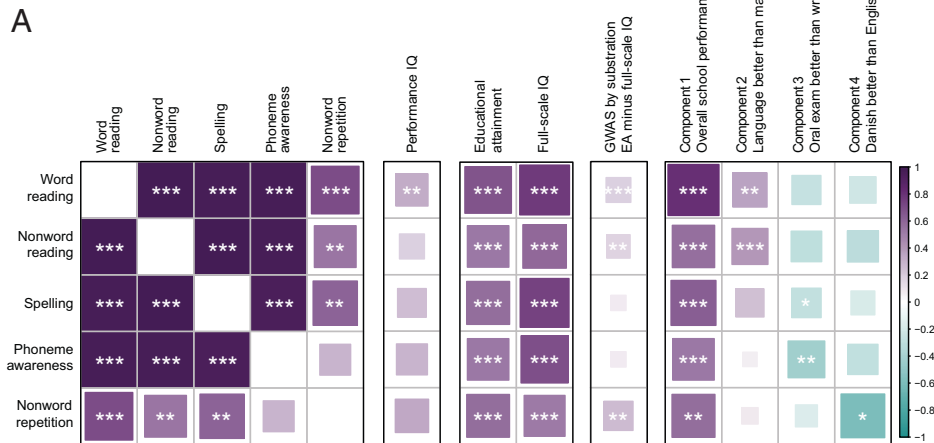 A
Word
reading
Nonword
reading
Spelling
Phoneme
awareness
Nonword
repetition
Performance IQ
Educational
attainment
Full-scale IQ
GWAS by substration
EA minus full-scale IQ
Component 1
Overall school performan
Component 2
Language better than ma
Component 3
Oral exam better than wr
Component 4
Danish better than English
Word
reading
*** *** *** *** ** *** *** *** *** **
Nonword
reading
*** *** *** ** *** *** ** *** ***
Spelling
*** *** *** ** *** *** *** *
Phoneme
awareness
*** *** *** *** *** *** **
Nonword
repetition
*** ** ** *** *** ** ** *
1
0.8
0.6
0.4
0.2
0
−0.2
−0.4
−0.6
−0.8
−1